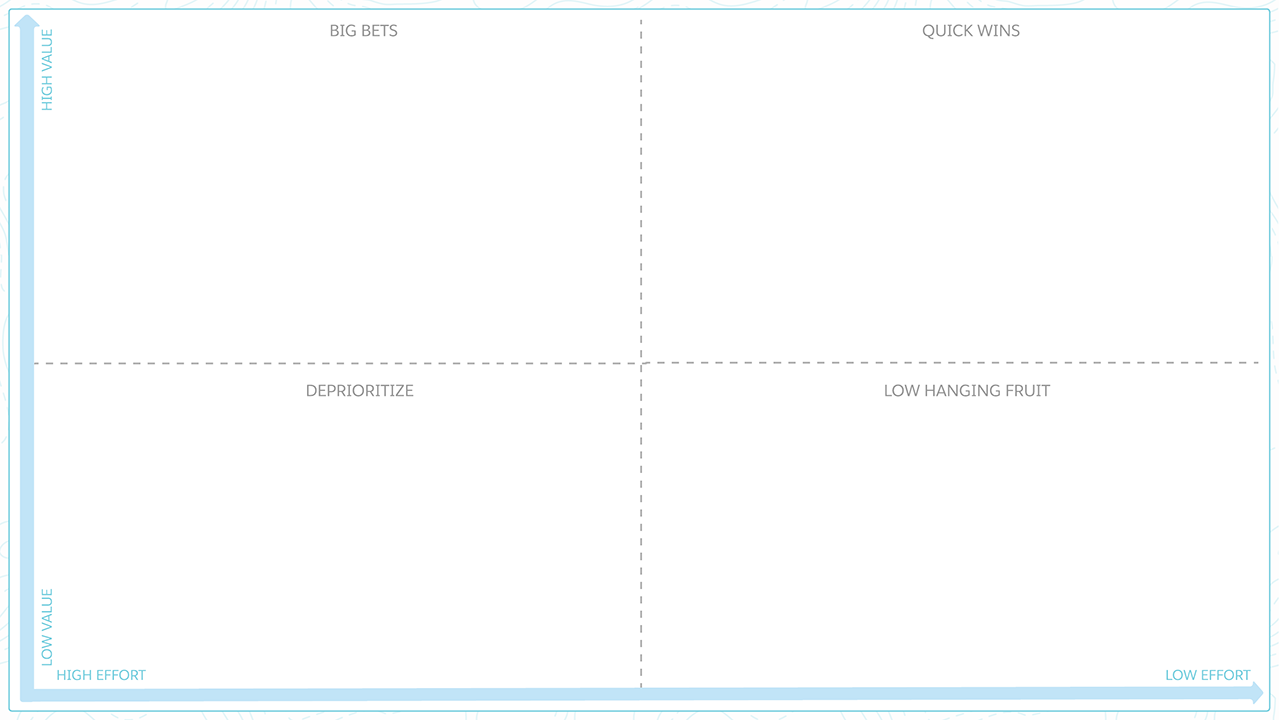 HIGH VALUE
BIG BETS
QUICK WINS
DEPRIORITIZE
LOW HANGING FRUIT
LOW VALUE
HIGH EFFORT
LOW EFFORT